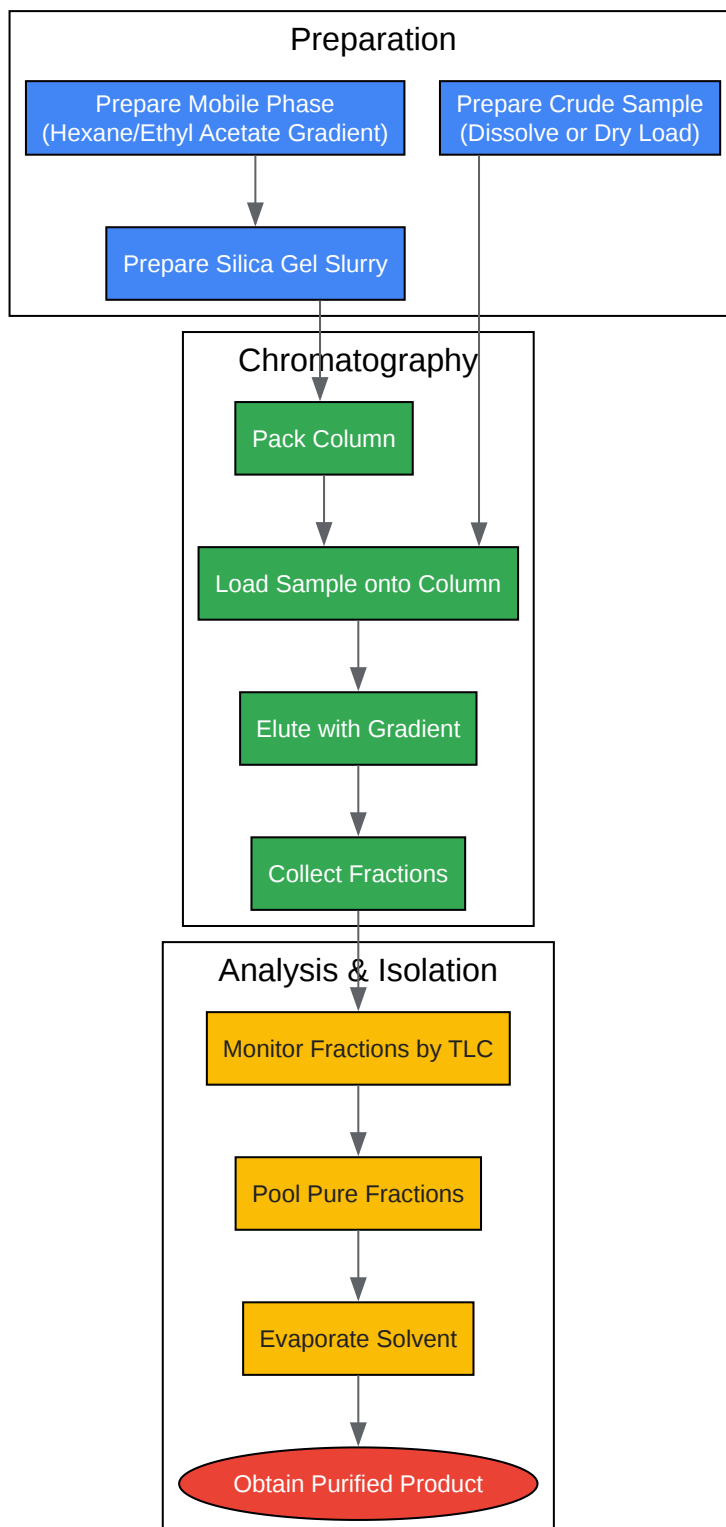 Preparation
Prepare Mobile Phase
(Hexane/Ethyl Acetate Gradient)
Prepare Crude Sample
(Dissolve or Dry Load)
Prepare Silica Gel Slurry
Chromatography
Pack Column
Load Sample onto Column
Elute with Gradient
Collect Fractions
Analysis & Isolation
Monitor Fractions by TLC
Pool Pure Fractions
Evaporate Solvent
Obtain Purified Product